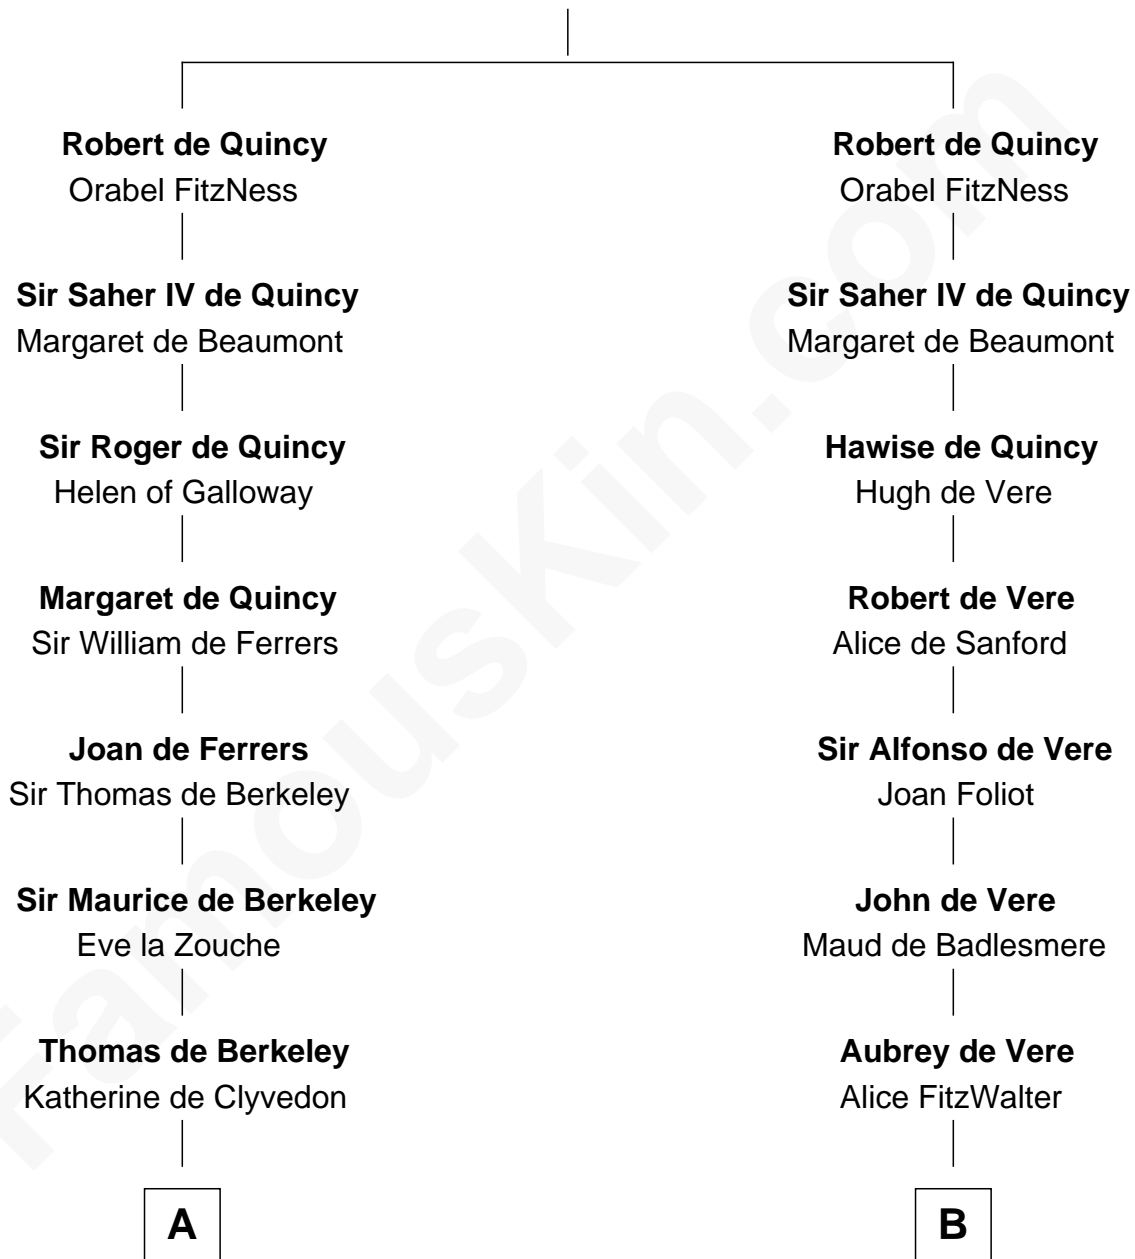 Robert de Quincy
Orabel FitzNess
Sir Saher IV de Quincy
Margaret de Beaumont
Sir Roger de Quincy
Helen of Galloway
Margaret de Quincy
Sir William de Ferrers
Joan de Ferrers
Sir Thomas de Berkeley
Sir Maurice de Berkeley
Eve la Zouche
Thomas de Berkeley
Katherine de Clyvedon
A
Robert de Quincy
Orabel FitzNess
Sir Saher IV de Quincy
Margaret de Beaumont
Hawise de Quincy
Hugh de Vere
Robert de Vere
Alice de Sanford
Sir Alfonso de Vere
Joan Foliot
John de Vere
Maud de Badlesmere
Aubrey de Vere
Alice FitzWalter
B
FamousKin.com